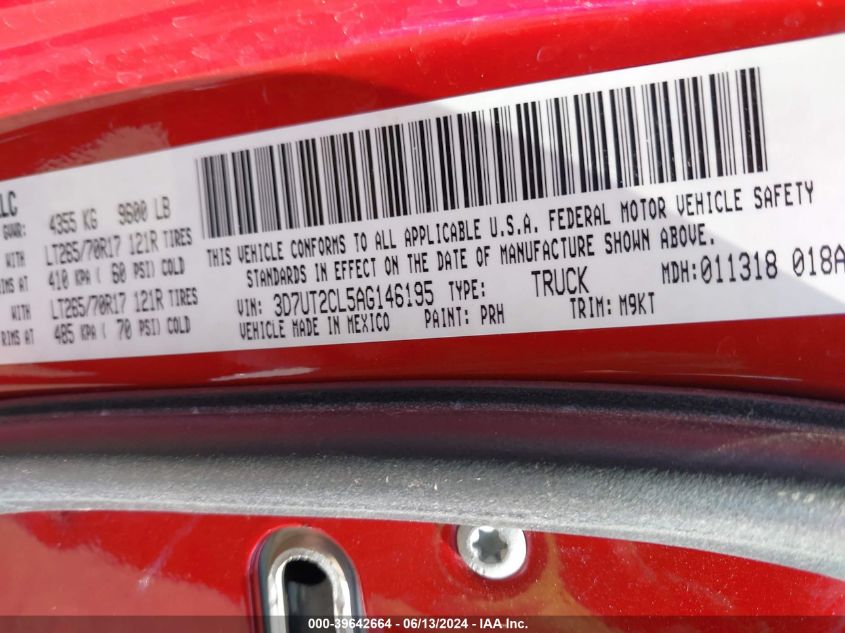 LC
GVWR: 4355 KG 9600 LB
WITH LT265/70R17 121R TIRES
RIMS AT 410 KPA ( 60 PSI) COLD
WITH LT265/70R17 121R TIRES
RIMS AT 485 KPA ( 70 PSI) COLD
THIS VEHICLE CONFORMS TO ALL APPLICABLE U.S.A. FEDERAL MOTOR VEHICLE SAFETY
STANDARDS IN EFFECT ON THE DATE OF MANUFACTURE SHOWN ABOVE.
VIN: 3D7UT2CL5AG146195 TYPE: TRUCK MDH:011318 018A
VEHICLE MADE IN MEXICO PAINT: PRH TRIM: M9KT
000-39642664 - 06/13/2024 - IAA Inc.